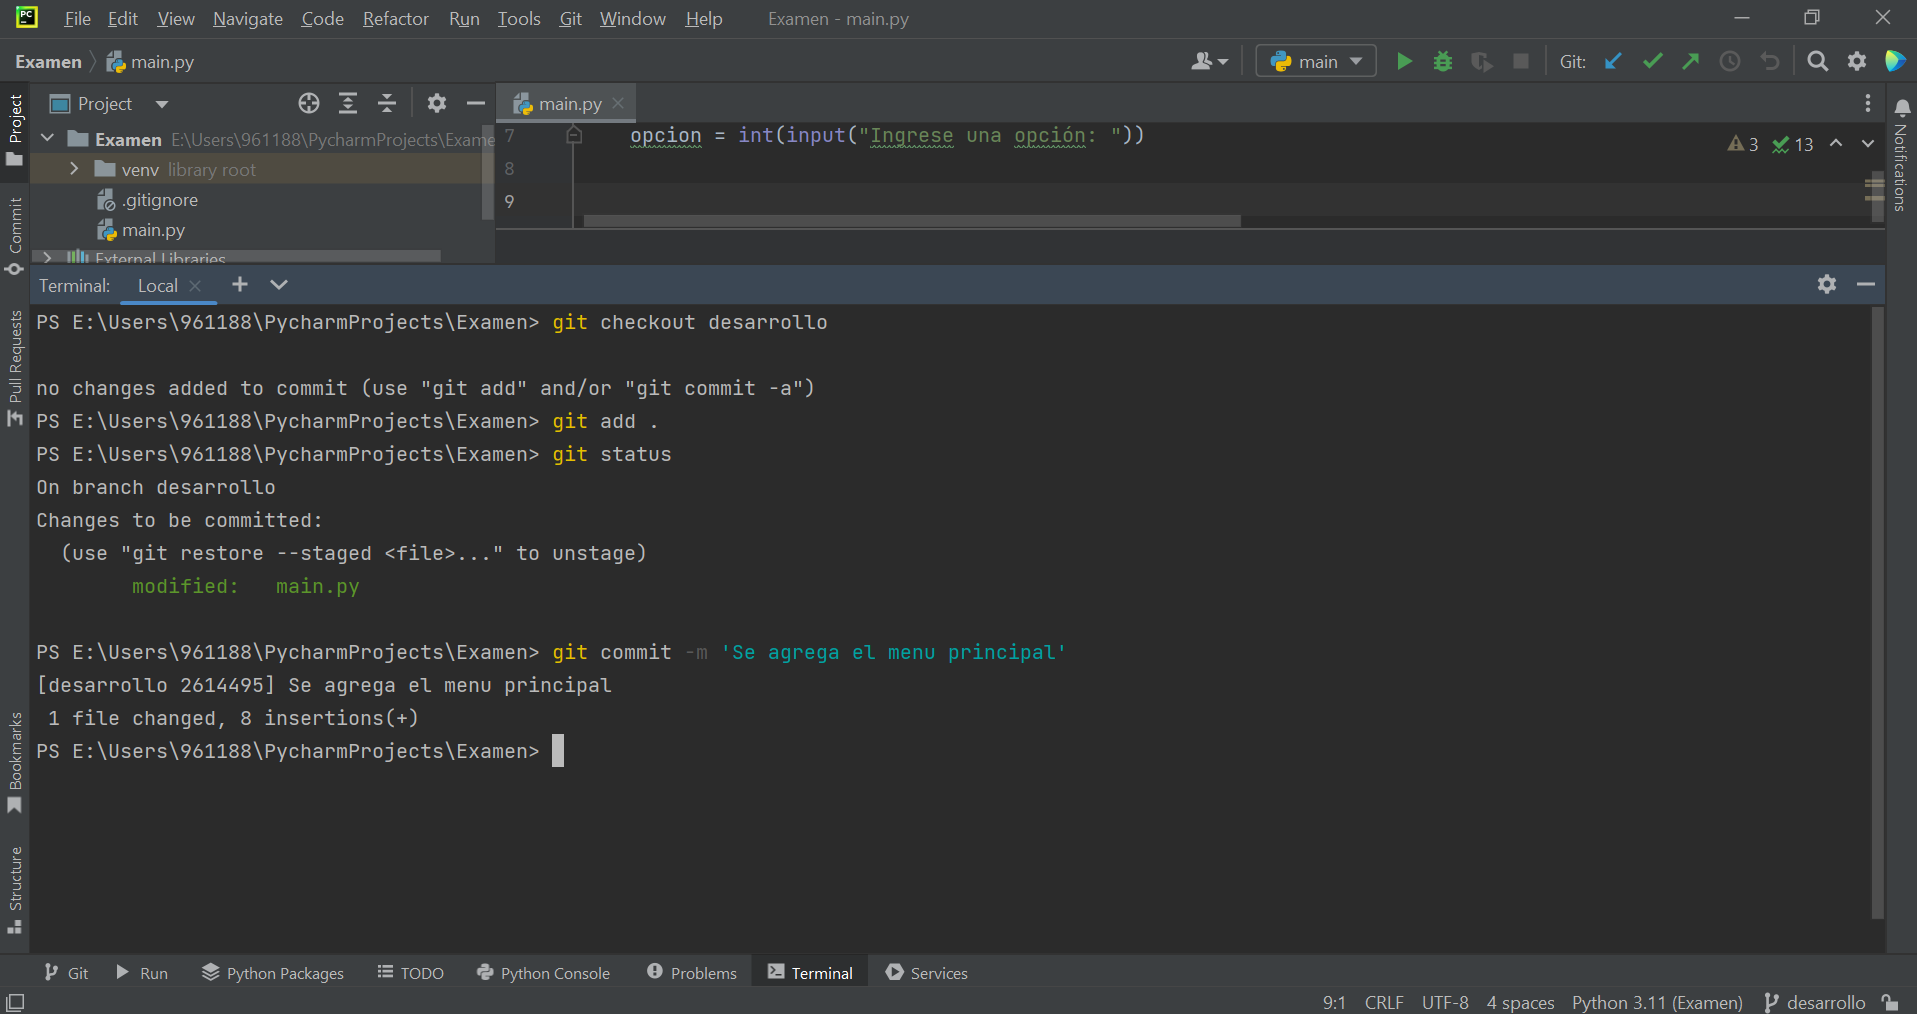 PC
File Edit View Navigate Code Refactor Run Tools Git Window Help Examen - main.py
Examen main.py main Git:
Project
main.py
Project
Examen E:\Users\961188\PycharmProjects\Exame
venv library root
.gitignore
main.py
External Libraries
7 opcion = int(input("Ingrese una opción: "))
8
9
3 13
Notifications
Commit
Pull Requests
Bookmarks
Structure
Terminal: Local
PS E:\Users\961188\PycharmProjects\Examen> git checkout desarrollo
no changes added to commit (use "git add" and/or "git commit -a")
PS E:\Users\961188\PycharmProjects\Examen> git add .
PS E:\Users\961188\PycharmProjects\Examen> git status
On branch desarrollo
Changes to be committed:
(use "git restore --staged <file>..." to unstage)
modified: main.py
PS E:\Users\961188\PycharmProjects\Examen> git commit -m 'Se agrega el menu principal'
[desarrollo 2614495] Se agrega el menu principal
1 file changed, 8 insertions(+)
PS E:\Users\961188\PycharmProjects\Examen>
Git Run Python Packages TODO Python Console Problems Terminal Services
9:1 CRLF UTF-8 4 spaces Python 3.11 (Examen) desarrollo